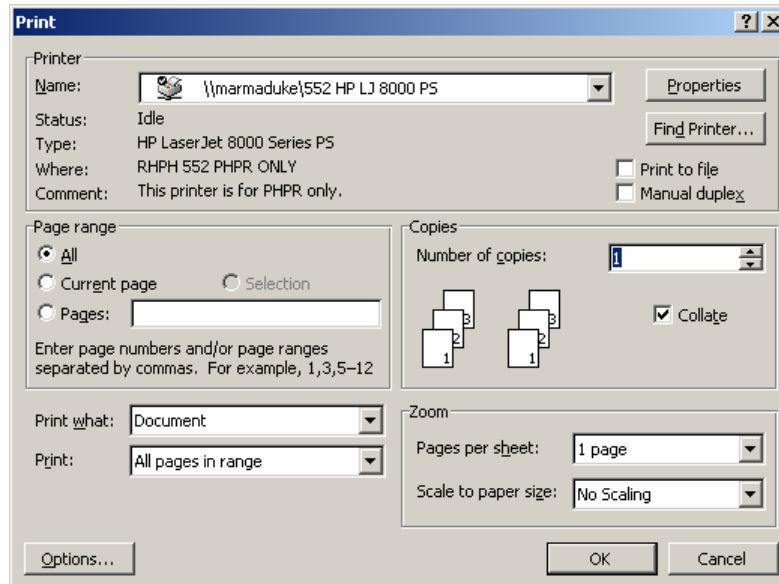 Print
Printer
Name:
\\marmaduke\552 HP LJ 8000 PS
Properties
Status:
Idle
Find Printer...
Type:
HP LaserJet 8000 Series PS
Where:
RHPH 552 PHPR ONLY
Print to file
Comment:
This printer is for PHPR only.
Manual duplex
Page range
All
Current page
Selection
Pages:
Enter page numbers and/or page ranges
separated by commas. For example, 1,3,5–12
Copies
Number of copies:
1
3
2
1
3
2
1
Collate
Print what:
Document
Print:
All pages in range
Zoom
Pages per sheet:
1 page
Scale to paper size:
No Scaling
Options...
OK
Cancel